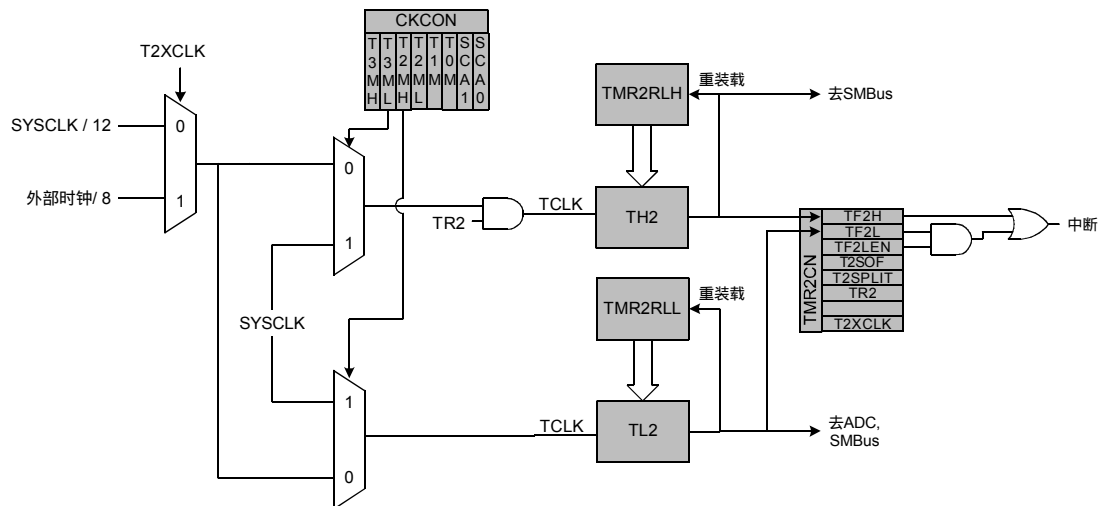 CKCON
T3MH T3ML T2MH T2ML T1M T0M SCA1 SCA0
T2XCLK
SYSCLK / 12
0
外部时钟/ 8
1
0
1
SYSCLK
1
0
TR2
TCLK
TMR2RLH
重装载
去SMBus
TH2
TCLK
TMR2RLL
重装载
TL2
去ADC,
SMBus
TMR2CN
TF2H
TF2L
TF2LEN
T2SOF
T2SPLIT
TR2
T2XCLK
中断